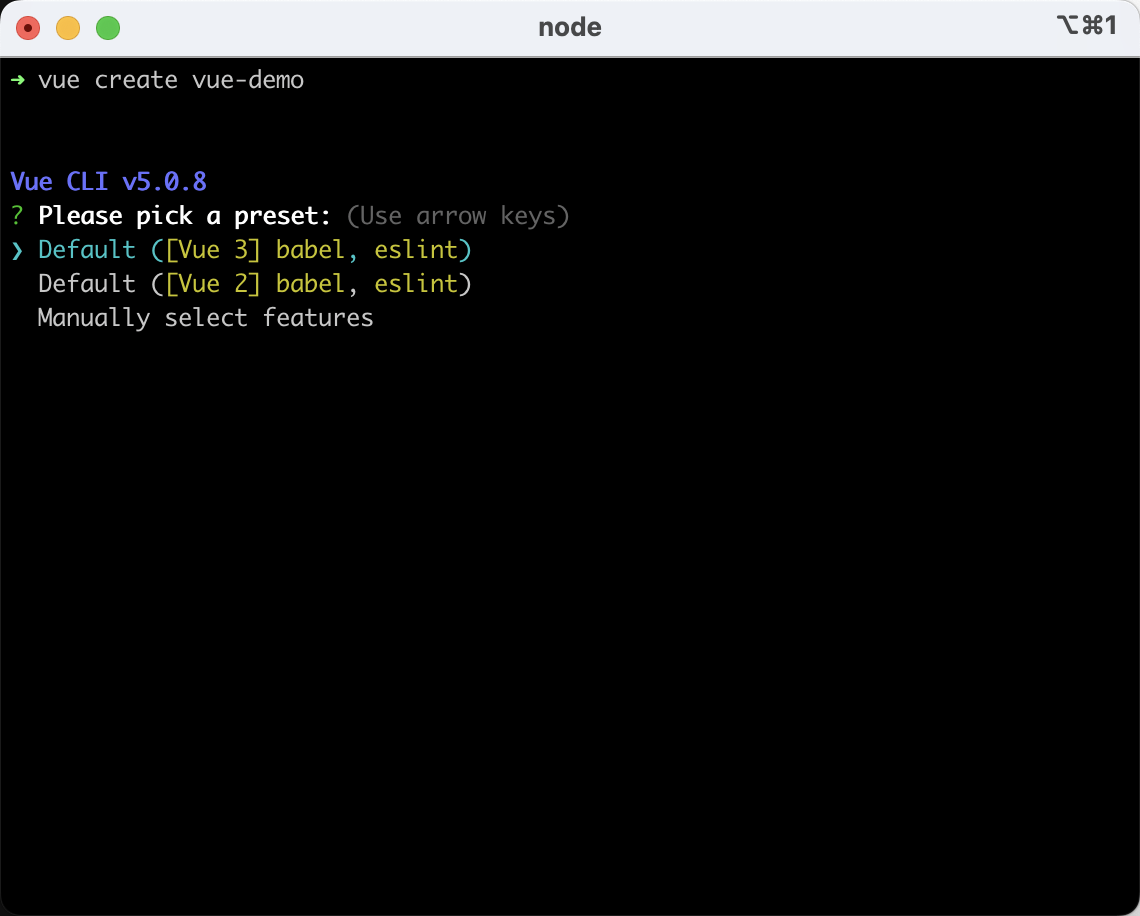 node
⌥⌘1
➜ vue create vue-demo
Vue CLI v5.0.8
? Please pick a preset: (Use arrow keys)
❯ Default ([Vue 3] babel, eslint)
Default ([Vue 2] babel, eslint)
Manually select features